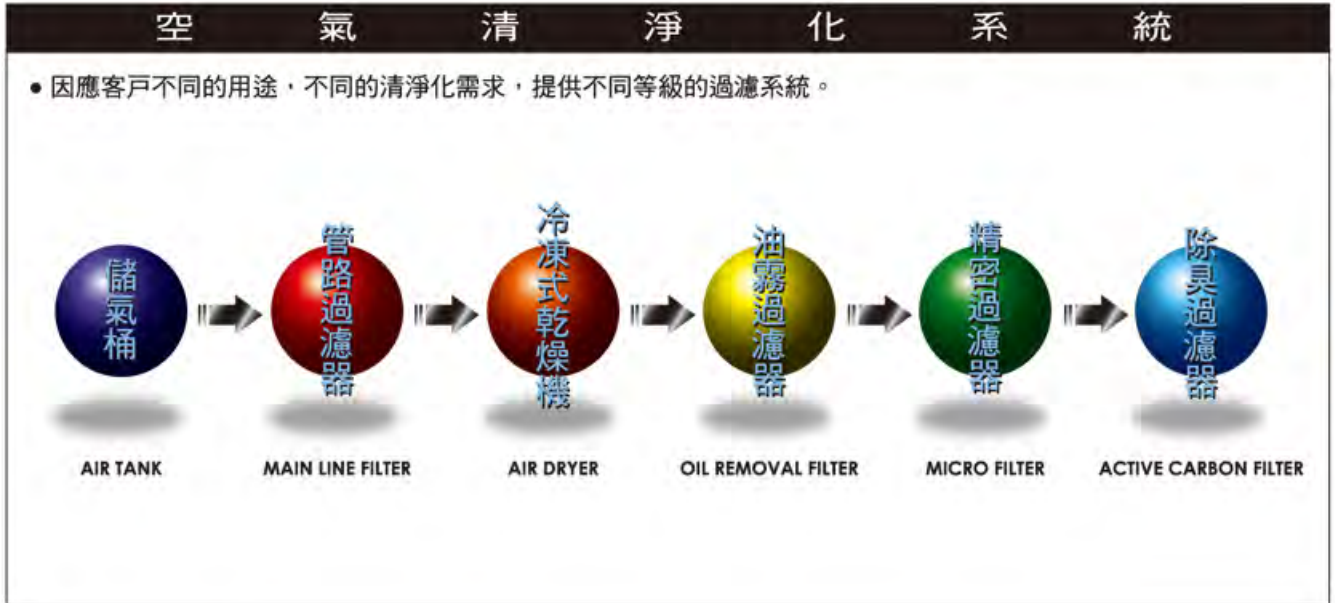 空氣清淨化系統
● 因應客戶不同的用途，不同的清淨化需求，提供不同等級的過濾系統。
儲氣桶
管路過濾器
冷凍式乾燥機
油霧過濾器
精密過濾器
除臭過濾器
AIR TANK
MAIN LINE FILTER
AIR DRYER
OIL REMOVAL FILTER
MICRO FILTER
ACTIVE CARBON FILTER